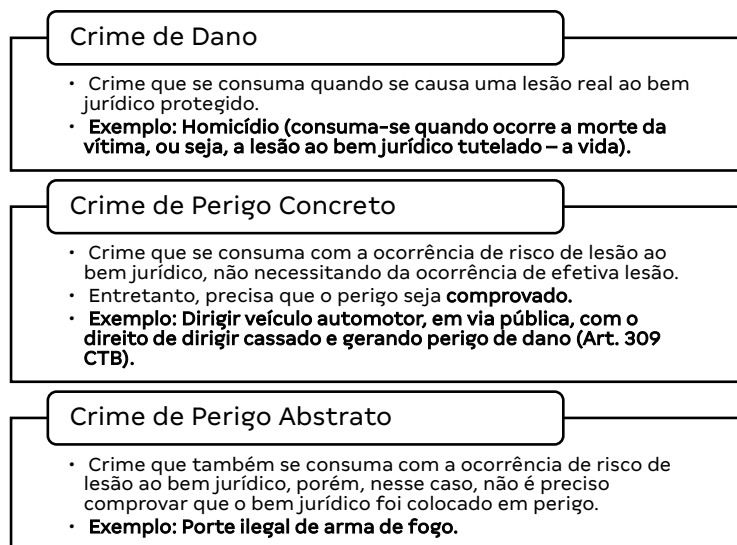 Crime de Dano
• Crime que se consuma quando se causa uma lesão real ao bem
jurídico protegido.
• Exemplo: Homicídio (consuma-se quando ocorre a morte da
vítima, ou seja, a lesão ao bem jurídico tutelado – a vida).
Crime de Perigo Concreto
• Crime que se consuma com a ocorrência de risco de lesão ao
bem jurídico, não necessitando da ocorrência de efetiva lesão.
• Entretanto, precisa que o perigo seja comprovado.
• Exemplo: Dirigir veículo automotor, em via pública, com o
direito de dirigir cassado e gerando perigo de dano (Art. 309
CTB).
Crime de Perigo Abstrato
• Crime que também se consuma com a ocorrência de risco de
lesão ao bem jurídico, porém, nesse caso, não é preciso
comprovar que o bem jurídico foi colocado em perigo.
• Exemplo: Porte ilegal de arma de fogo.